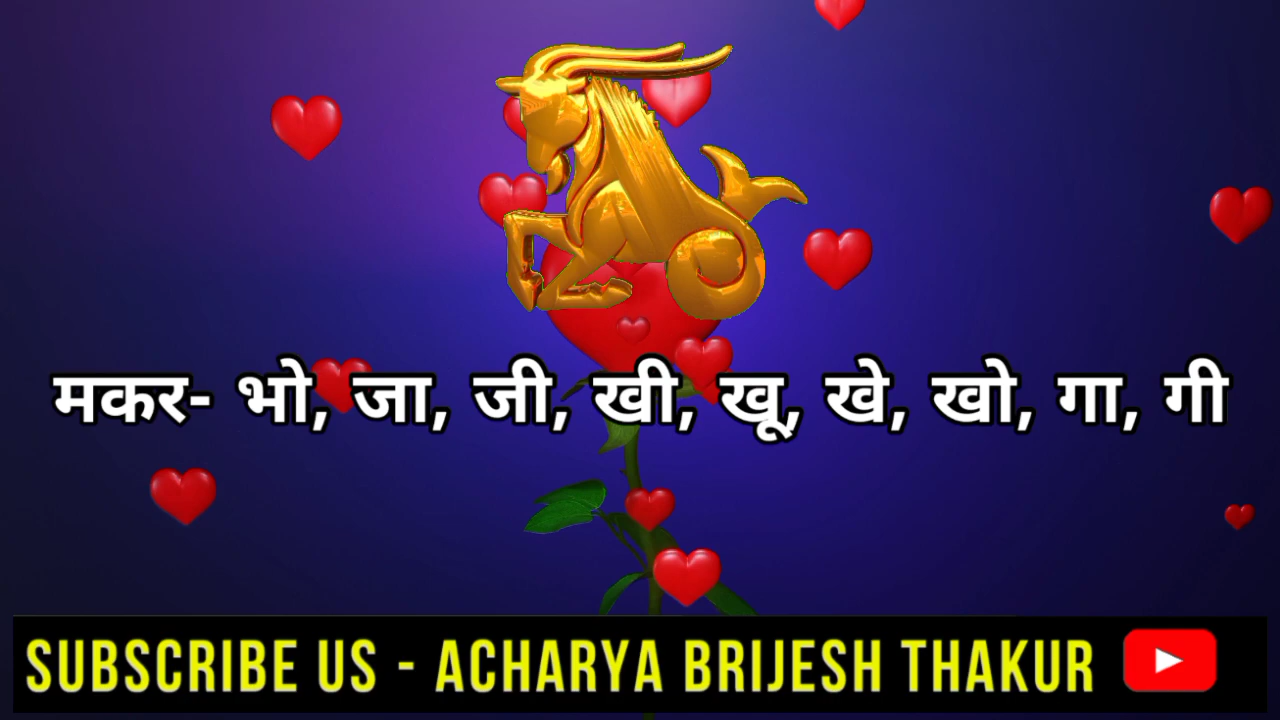 मकर- भो, जा, जी, खी, खू, खे, खो, गा, गी
SUBSCRIBE US - ACHARYA BRIJESH THAKUR